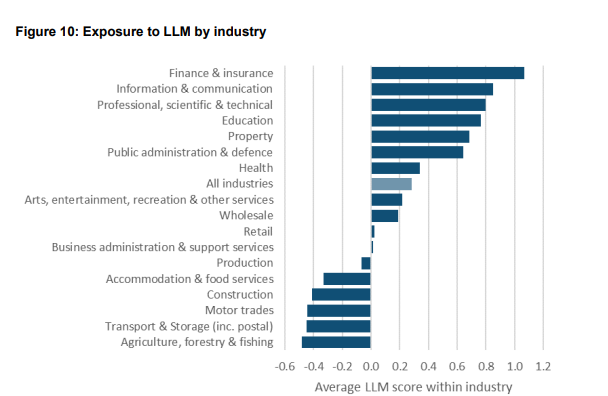 Figure 10: Exposure to LLM by industry
Finance & insurance
Information & communication
Professional, scientific & technical
Education
Property
Public administration & defence
Health
All industries
Arts, entertainment, recreation & other services
Wholesale
Retail
Business administration & support services
Production
Accommodation & food services
Construction
Motor trades
Transport & Storage (inc. postal)
Agriculture, forestry & fishing
-0.6 -0.4 -0.2 0.0 0.2 0.4 0.6 0.8 1.0 1.2
Average LLM score within industry